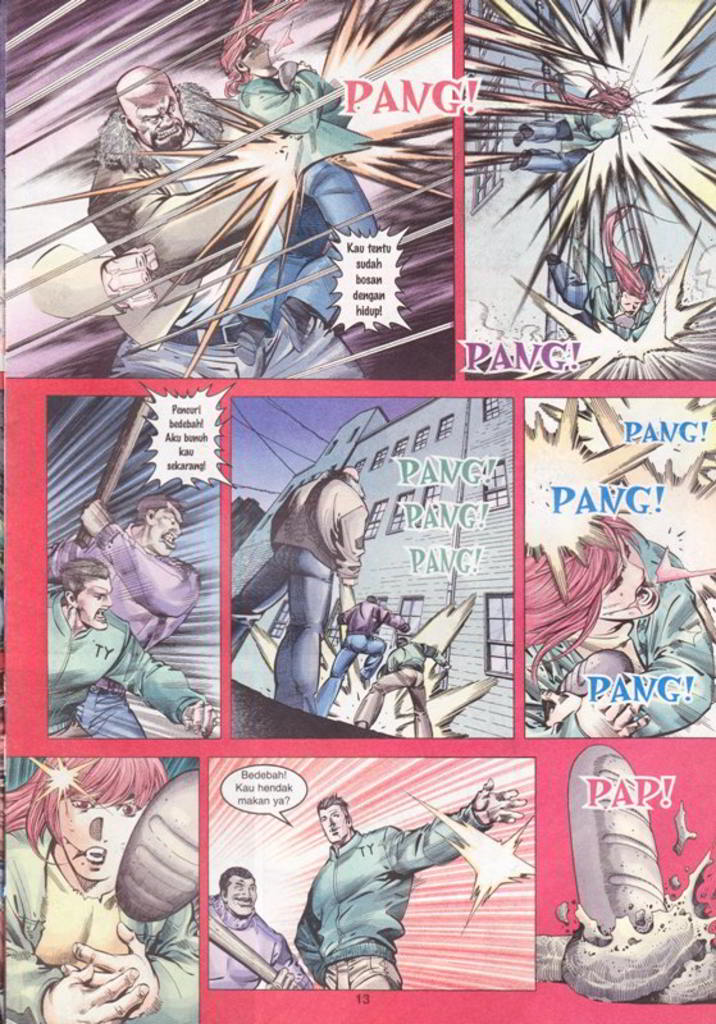 PANG!
Kau tentu
sudah
bosan
dengan
hidup!
PANG!
Pencuri
bedebah!
Aku bunuh
kau
sekarang!
PANG!
PANG!
PANG!
PANG!
PANG!
PANG!
TY
Bedebah!
Kau hendak
makan ya?
TY
PAP!
13